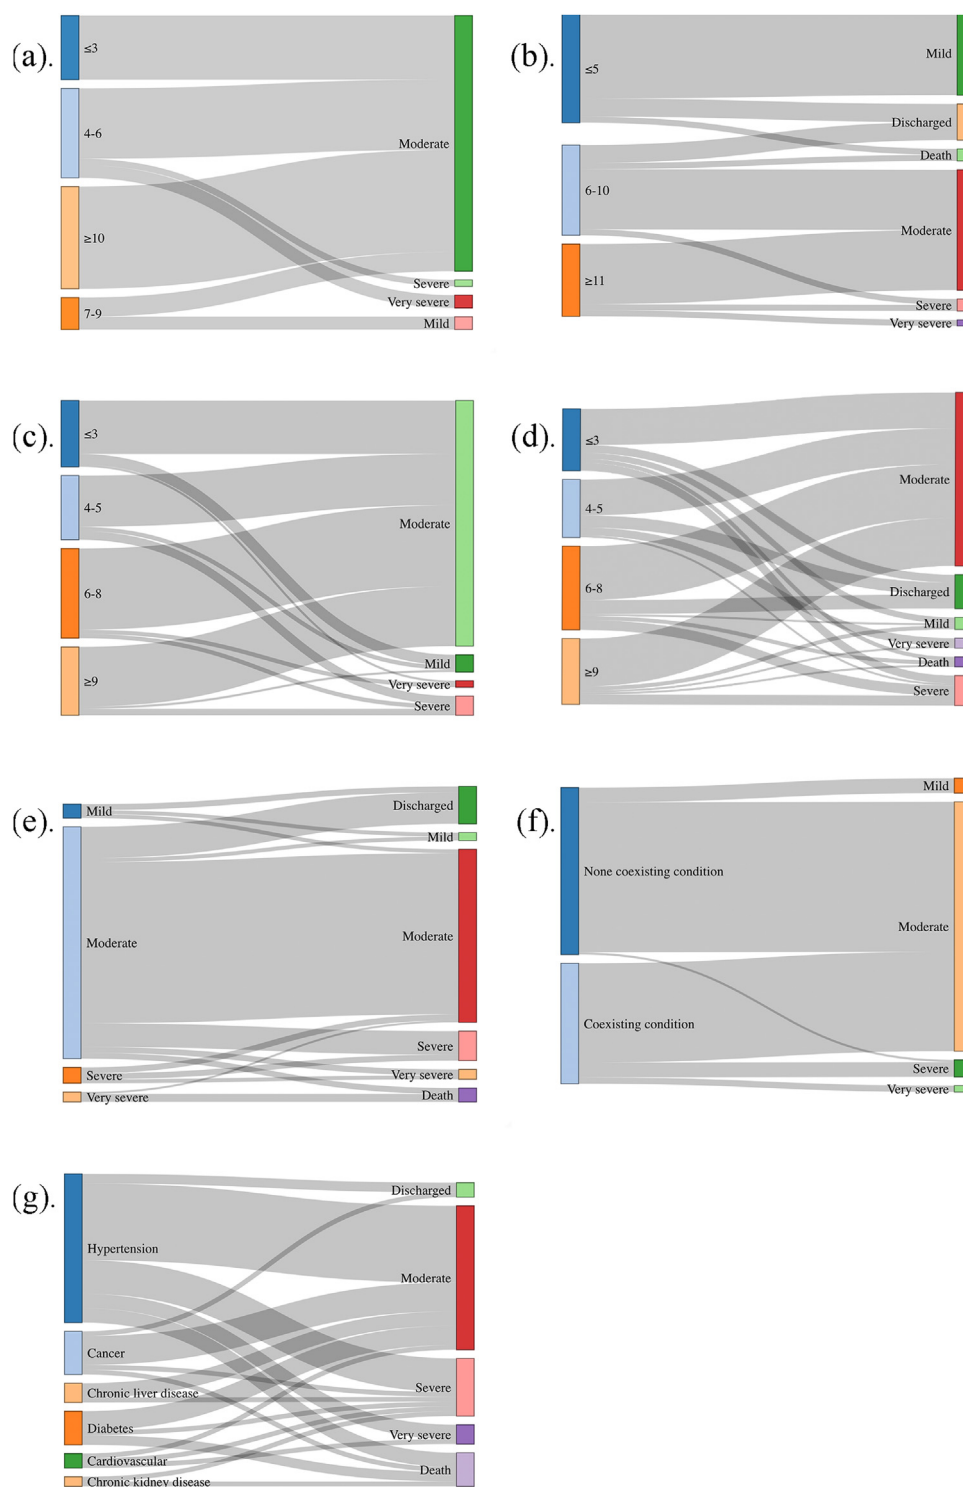 (a).
≤3
4-6
≥10
7-9
Moderate
Severe
Very severe
Mild
(b).
≤5
6-10
≥11
Mild
Discharged
Death
Moderate
Severe
Very severe
(c).
≤3
4-5
6-8
≥9
Moderate
Mild
Very severe
Severe
(d).
≤3
4-5
6-8
≥9
Moderate
Discharged
Mild
Very severe
Death
Severe
(e).
Mild
Moderate
Severe
Very severe
Discharged
Mild
Moderate
Severe
Very severe
Death
(f).
None coexisting condition
Coexisting condition
Mild
Moderate
Severe
Very severe
(g).
Hypertension
Cancer
Chronic liver disease
Diabetes
Cardiovascular
Chronic kidney disease
Discharged
Moderate
Severe
Very severe
Death